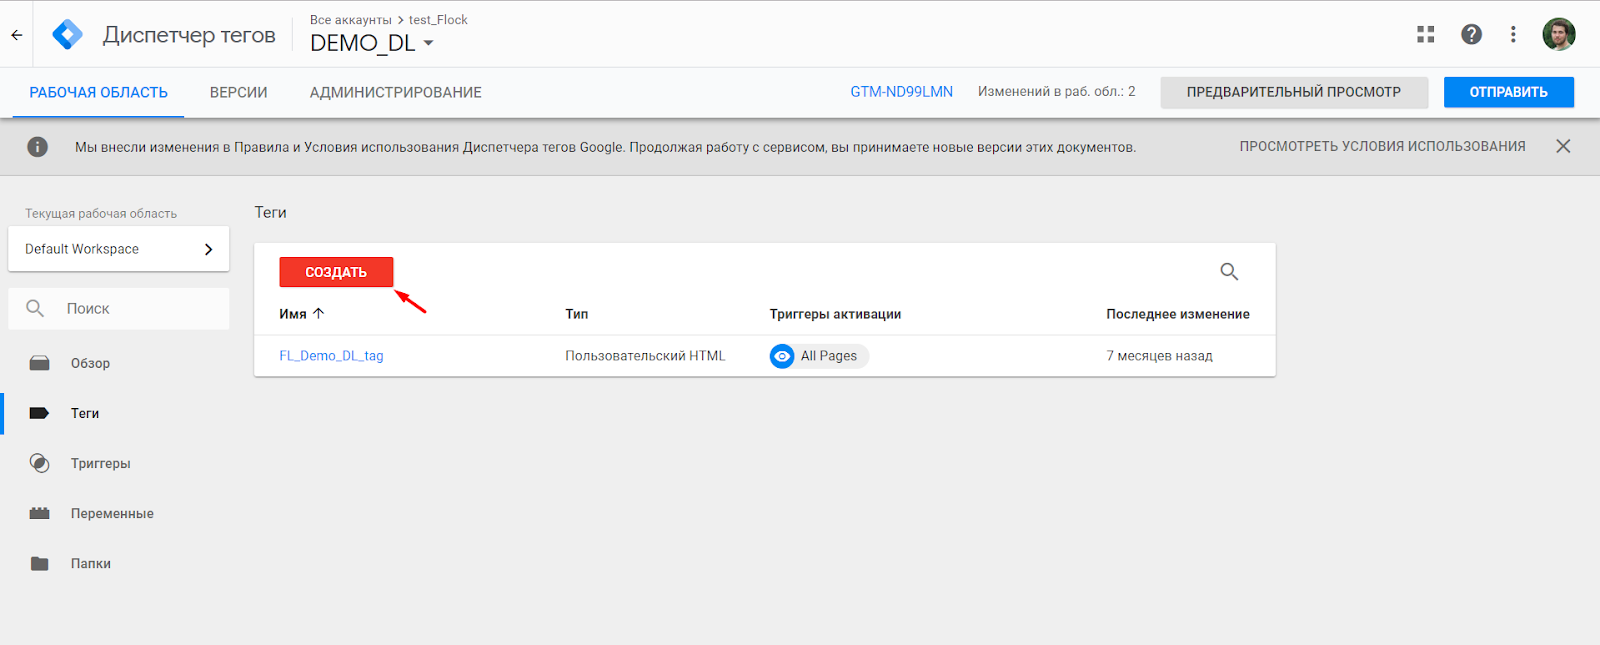 Диспетчер тегов
Все аккаунты > test_Flock
DEMO_DL
РАБОЧАЯ ОБЛАСТЬ
ВЕРСИИ
АДМИНИСТРИРОВАНИЕ
GTM-ND99LMN
Изменений в раб. обл.: 2
ПРЕДВАРИТЕЛЬНЫЙ ПРОСМОТР
ОТПРАВИТЬ
Мы внесли изменения в Правила и Условия использования Диспетчера тегов Google. Продолжая работу с сервисом, вы принимаете новые версии этих документов.
ПРОСМОТРЕТЬ УСЛОВИЯ ИСПОЛЬЗОВАНИЯ
Текущая рабочая область
Default Workspace
Поиск
Обзор
Теги
Триггеры
Переменные
Папки
Теги
СОЗДАТЬ
Имя
Тип
Триггеры активации
Последнее изменение
FL_Demo_DL_tag
Пользовательский HTML
All Pages
7 месяцев назад